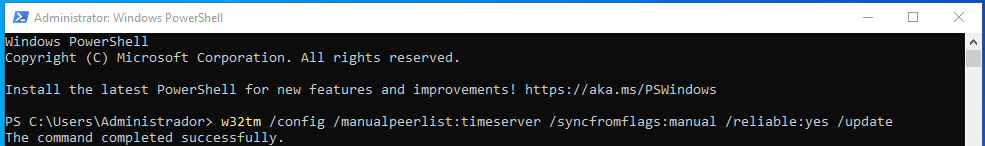 Administrator: Windows PowerShell
Windows PowerShell
Copyright (C) Microsoft Corporation. All rights reserved.
Install the latest PowerShell for new features and improvements! https://aka.ms/PSWindows
PS C:\Users\Administrador> w32tm /config /manualpeerlist:timeserver /syncfromflags:manual /reliable:yes /update
The command completed successfully.